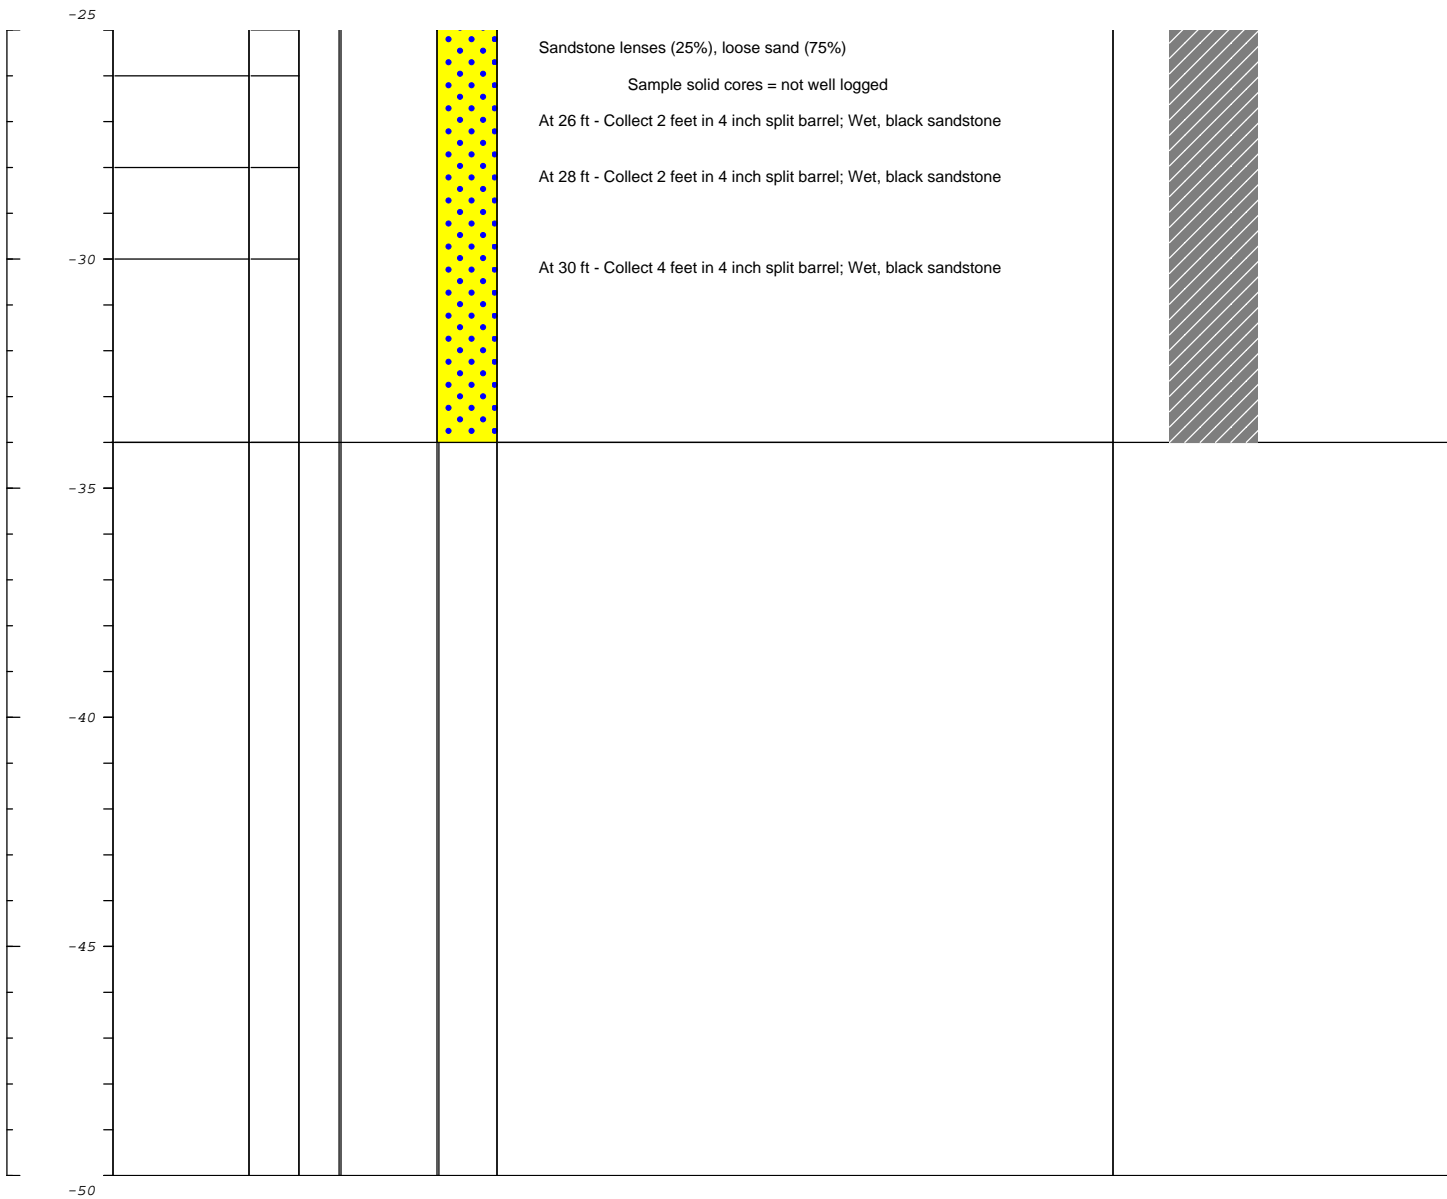 -25
Sandstone lenses (25%), loose sand (75%)
Sample solid cores = not well logged
At 26 ft - Collect 2 feet in 4 inch split barrel; Wet, black sandstone
At 28 ft - Collect 2 feet in 4 inch split barrel; Wet, black sandstone
-30
At 30 ft - Collect 4 feet in 4 inch split barrel; Wet, black sandstone
-35
-40
-45
-50